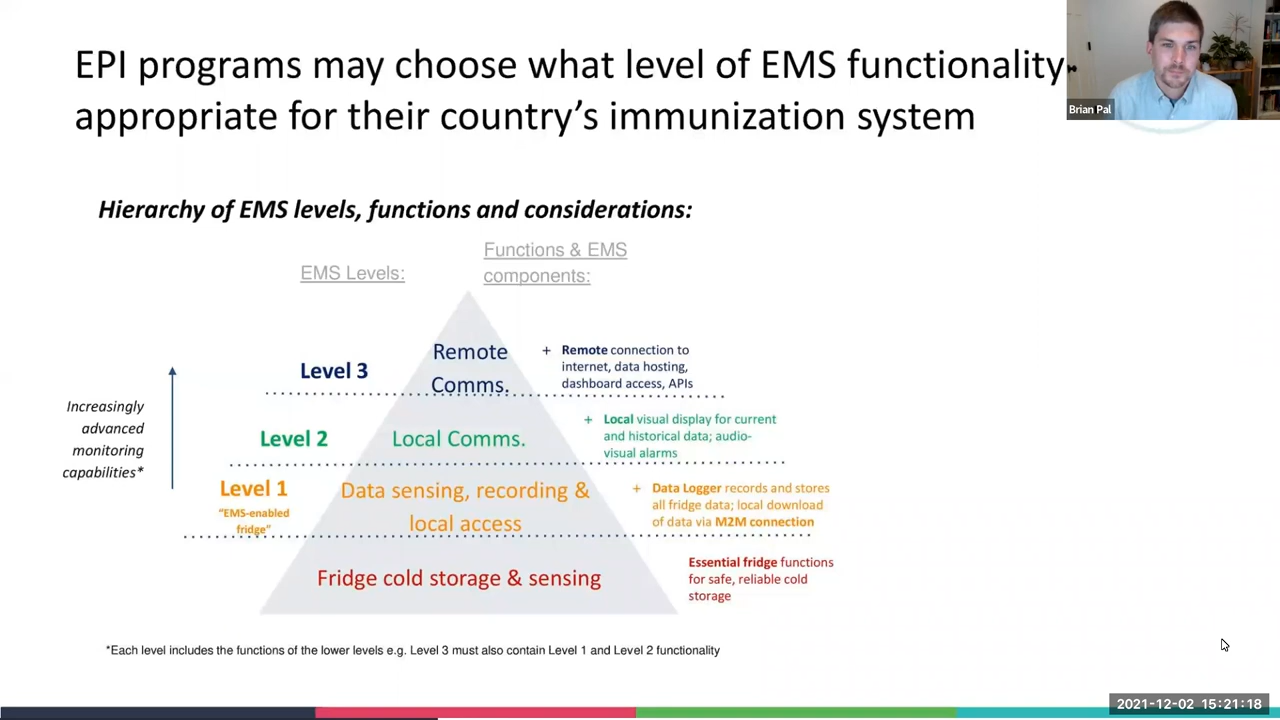 EPI programs may choose what level of EMS functionality
appropriate for their country’s immunization system
Brian Pal
Hierarchy of EMS levels, functions and considerations:
EMS Levels:
Functions & EMS
components:
Level 3
Remote
Comms.
+ Remote connection to
internet, data hosting,
dashboard access, APIs
Increasingly
advanced
monitoring
capabilities*
Level 2
Local Comms.
+ Local visual display for current
and historical data; audio-
visual alarms
Level 1
“EMS-enabled
fridge”
Data sensing, recording &
local access
+ Data Logger records and stores
all fridge data; local download
of data via M2M connection
Fridge cold storage & sensing
Essential fridge functions
for safe, reliable cold
storage
*Each level includes the functions of the lower levels e.g. Level 3 must also contain Level 1 and Level 2 functionality
2021-12-02 15:21:18